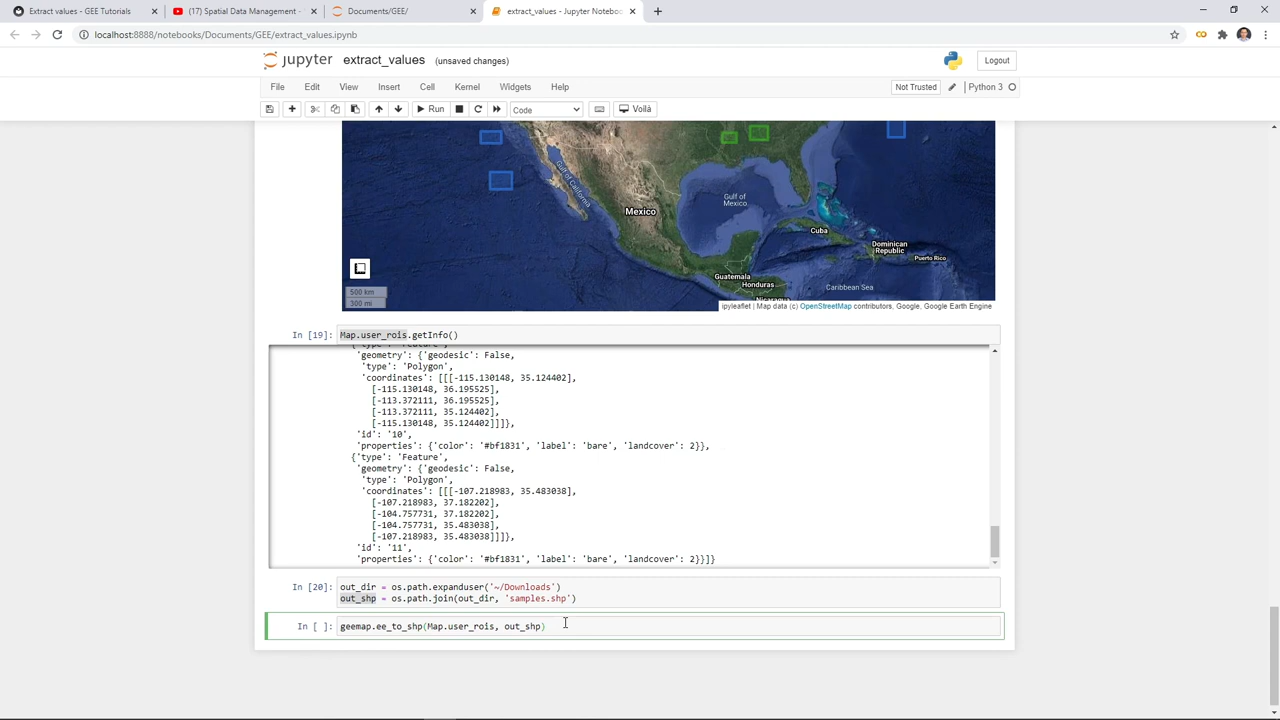 Extract values - GEE Tutorials
(17) Spatial Data Management -
Documents/GEE/
extract_values - Jupyter Noteboo
localhost:8888/notebooks/Documents/GEE/extract_values.ipynb
jupyter extract_values (unsaved changes)
Logout
File Edit View Insert Cell Kernel Widgets Help
Not Trusted
Python 3
Run
Code
Voilà
Gulf of California
Mexico
Gulf of
Mexico
Cuba
Dominican
Republic
Puerto Rico
Guatemala
Honduras
Caribbean Sea
Nicaragua
500 km
300 mi
ipyleaflet | Map data (c) OpenStreetMap contributors, Google, Google Earth Engine
In [19]: Map.user_rois.getInfo()
{'type': 'Feature',
'geometry': {'geodesic': False,
'type': 'Polygon',
'coordinates': [[[-115.130148, 35.124402],
[-115.130148, 36.195525],
[-113.372111, 36.195525],
[-113.372111, 35.124402],
[-115.130148, 35.124402]]]},
'id': '10',
'properties': {'color': '#bf1831', 'label': 'bare', 'landcover': 2}},
{'type': 'Feature',
'geometry': {'geodesic': False,
'type': 'Polygon',
'coordinates': [[[-107.218983, 35.483038],
[-107.218983, 37.182202],
[-104.757731, 37.182202],
[-104.757731, 35.483038],
[-107.218983, 35.483038]]]},
'id': '11',
'properties': {'color': '#bf1831', 'label': 'bare', 'landcover': 2}}]}
In [20]: out_dir = os.path.expanduser('~/Downloads')
out_shp = os.path.join(out_dir, 'samples.shp')
In [ ]: geemap.ee_to_shp(Map.user_rois, out_shp)